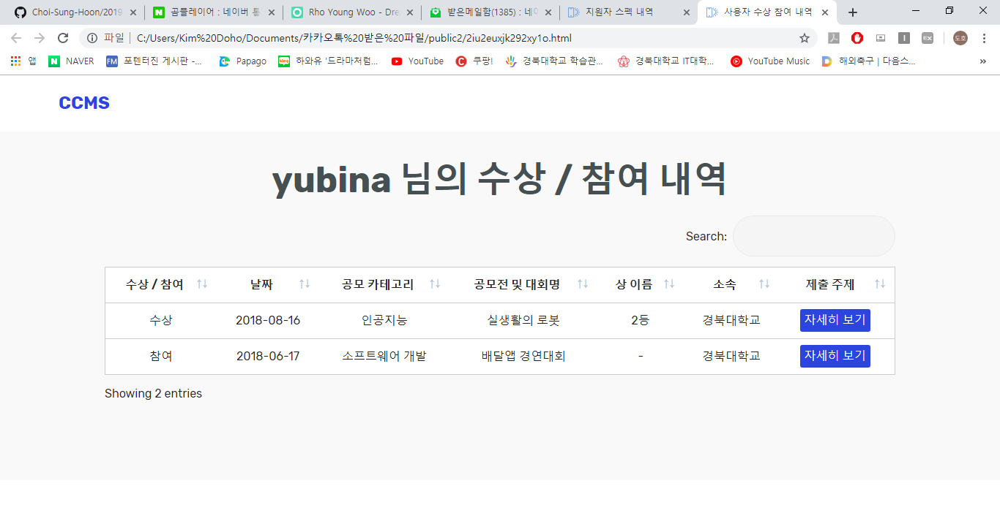 Choi-Sung-Hoon/2019 곰플레이어 : 네이버 통 Rho Young Woo - Dre 받은메일함(1385) : 네이 지원자 스펙 내역 사용자 수상 참여 내역
파일 C:/Users/Kim%20Doho/Documents/카카오톡%20받은%20파일/public2/2iu2euxjk292xy1o.html 도호
앱 NAVER FM 포텐터진 게시판 -... Papago blog 하와유 '드라마처럼... YouTube 쿠팡! 경북대학교 학습관... 경북대학교 IT대학... YouTube Music 해외축구 | 다음스... »
CCMS
yubina 님의 수상 / 참여 내역
Search:
수상 / 참여 날짜 공모 카테고리 공모전 및 대회명 상 이름 소속 제출 주제
수상 2018-08-16 인공지능 실생활의 로봇 2등 경북대학교 자세히 보기
참여 2018-06-17 소프트웨어 개발 배달앱 경연대회 - 경북대학교 자세히 보기
Showing 2 entries